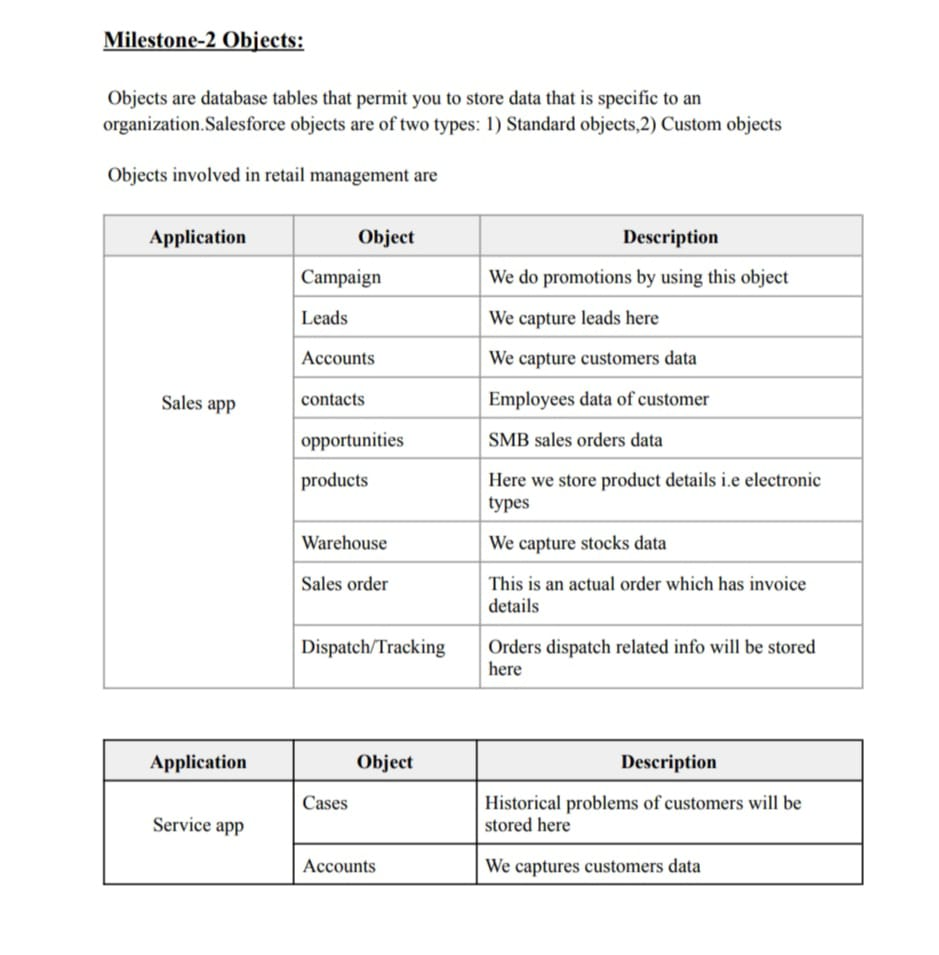 Milestone-2 Objects:
Objects are database tables that permit you to store data that is specific to an
organization.Salesforce objects are of two types: 1) Standard objects,2) Custom objects
Objects involved in retail management are
Application Object Description
Sales app
Campaign We do promotions by using this object
Leads We capture leads here
Accounts We capture customers data
contacts Employees data of customer
opportunities SMB sales orders data
products Here we store product details i.e electronic
types
Warehouse We capture stocks data
Sales order This is an actual order which has invoice
details
Dispatch/Tracking Orders dispatch related info will be stored
here
Application Object Description
Service app
Cases Historical problems of customers will be
stored here
Accounts We captures customers data